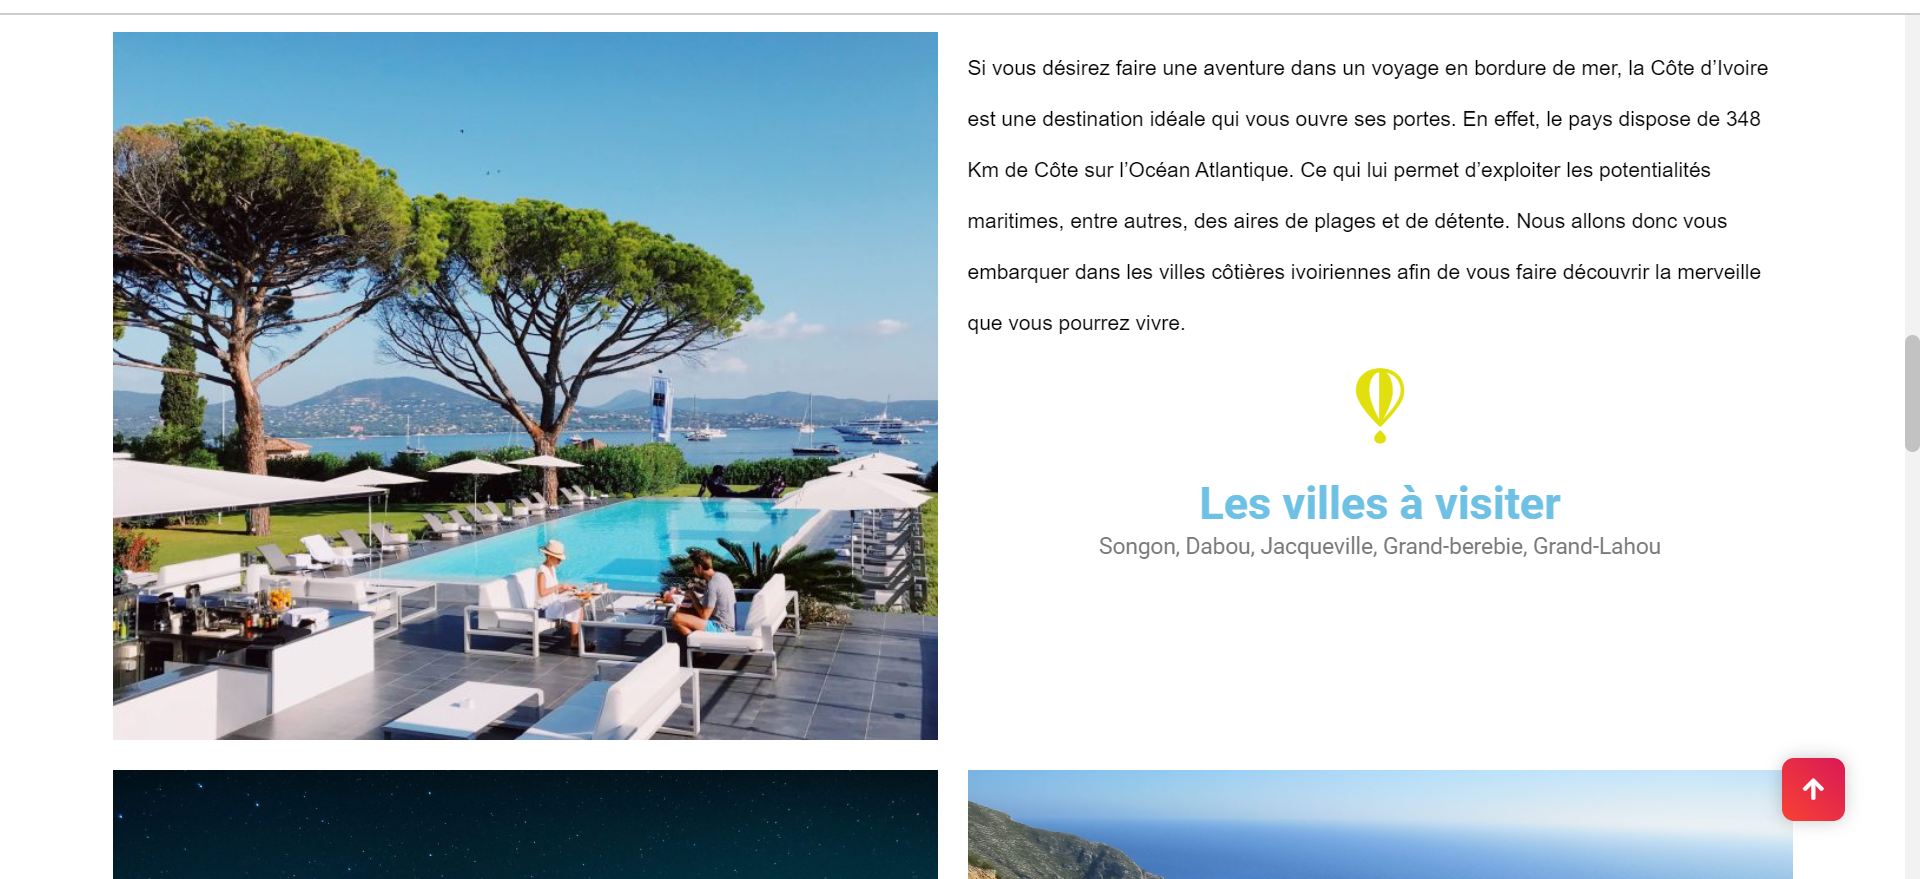 Si vous désirez faire une aventure dans un voyage en bordure de mer, la Côte d’Ivoire
est une destination idéale qui vous ouvre ses portes. En effet, le pays dispose de 348
Km de Côte sur l’Océan Atlantique. Ce qui lui permet d’exploiter les potentialités
maritimes, entre autres, des aires de plages et de détente. Nous allons donc vous
embarquer dans les villes côtières ivoiriennes afin de vous faire découvrir la merveille
que vous pourrez vivre.
Les villes à visiter
Songon, Dabou, Jacqueville, Grand-berebie, Grand-Lahou